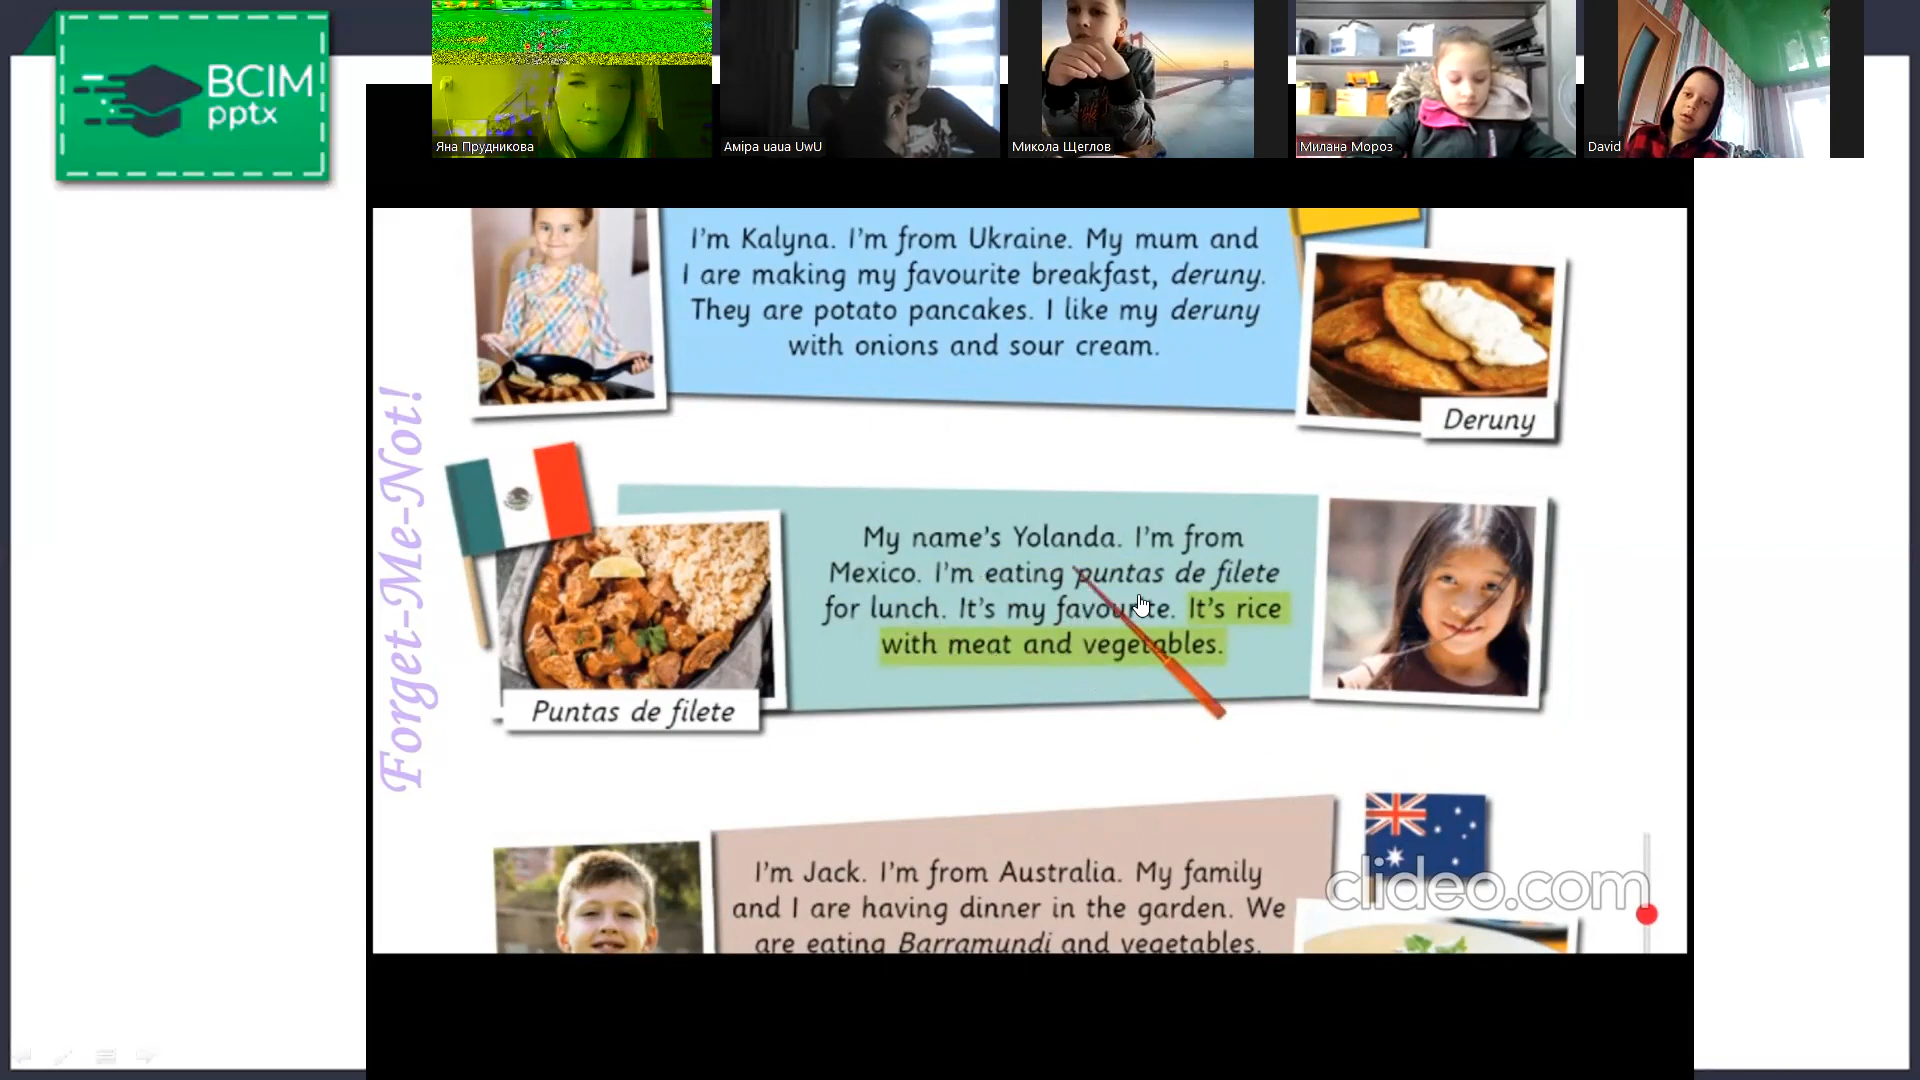 BCIM
pptx
Яна Прудникова
Аміра uaua UwU
Микола Щеглов
Милана Мороз
David
I'm Kalyna. I'm from Ukraine. My mum and
I are making my favourite breakfast, deruny.
They are potato pancakes. I like my deruny
with onions and sour cream.
Deruny
Forget-Me-Not!
My name's Yolanda. I'm from
Mexico. I'm eating puntas de filete
for lunch. It's my favourite. It's rice
with meat and vegetables.
Puntas de filete
I'm Jack. I'm from Australia. My family
and I are having dinner in the garden. We
are eating Barramundi and vegetables.
clideo.com